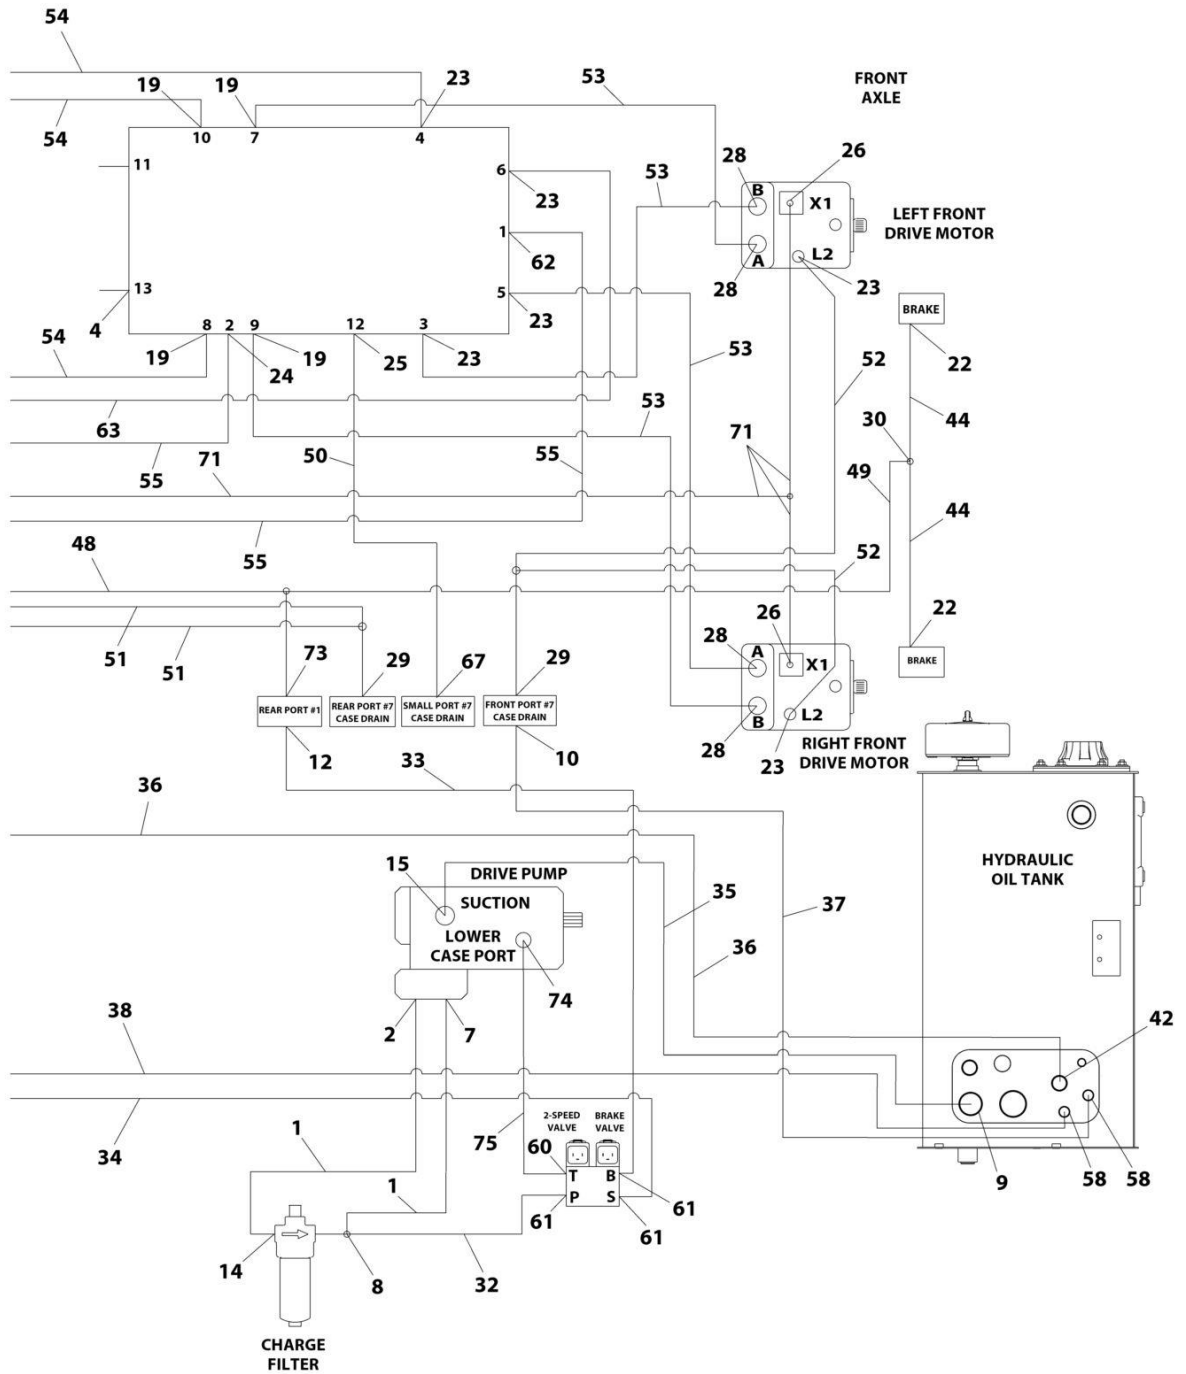 54
19
19
23
53
FRONT
AXLE
54
10
7
4
11
6
23
53
28
B
26
X1
LEFT FRONT
DRIVE MOTOR
1
62
A
L2
28
23
13
5
23
4
BRAKE
54
8
2
9
12
3
19
24
19
25
23
53
52
22
63
53
30
44
55
71
50
55
71
49
55
44
48
52
51
51
73
29
67
29
28
A
26
X1
22
BRAKE
REAR PORT #1
REAR PORT #7
CASE DRAIN
SMALL PORT #7
CASE DRAIN
FRONT PORT #7
CASE DRAIN
B
L2
28
23
RIGHT FRONT
DRIVE MOTOR
12
33
10
36
15
DRIVE PUMP
SUCTION
LOWER
CASE PORT
35
37
36
HYDRAULIC
OIL TANK
74
38
2
7
42
34
1
75
2-SPEED
VALVE
BRAKE
VALVE
60
T
B
P
S
61
61
61
9
58
58
1
14
8
32
CHARGE
FILTER